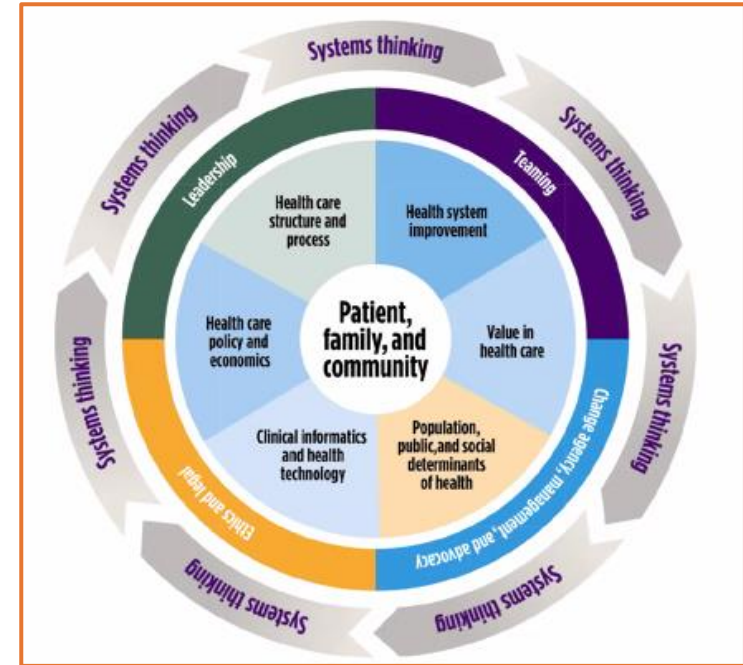 Systems thinking
Systems thinking
Systems thinking
Systems thinking
Systems thinking
Systems thinking
Systems thinking
Leadership
Teaming
Change agency, management, and advocacy
Ethics and legal
Health care
structure and
process
Health system
improvement
Value in
health care
Population,
public,and social
determinants
of health
Clinical informatics
and health
technology
Health care
policy and
economics
Patient,
family, and
community